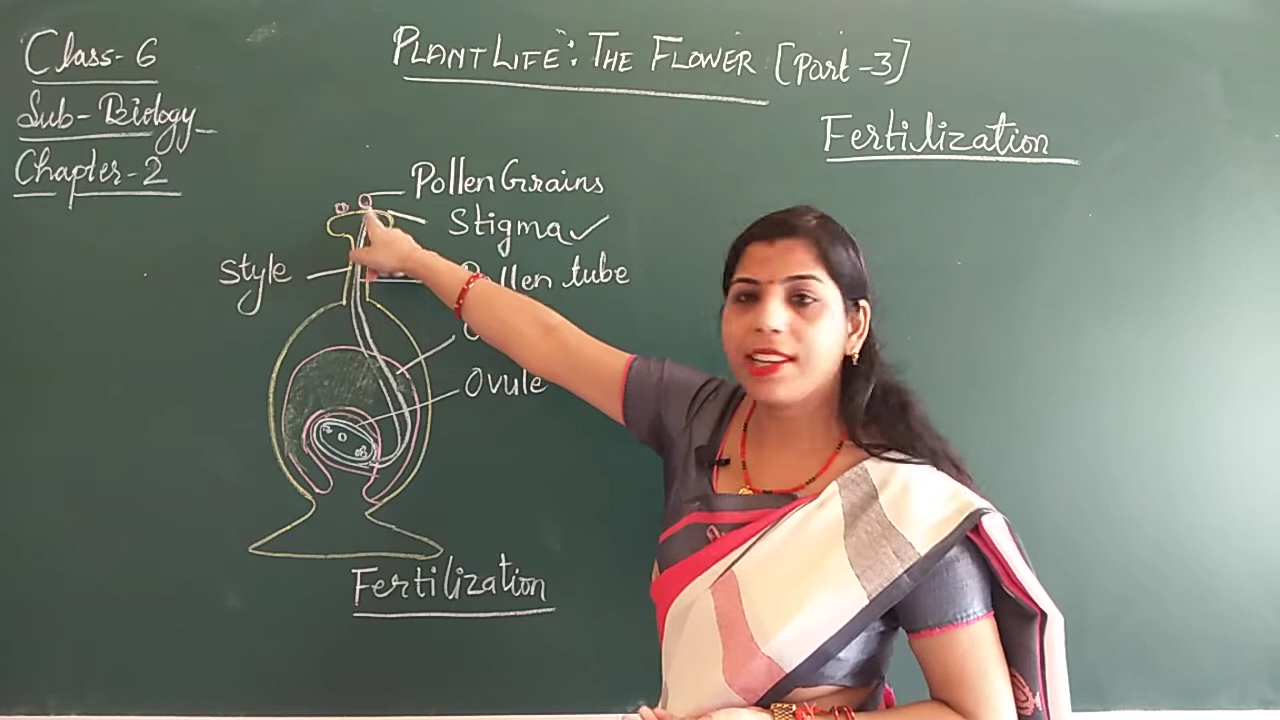 Class-6
Sub-Biology
Chapter-2
PLANT LIFE: THE FLOWER [Part-3]
Fertilization
Pollen Grains
Stigma ✓
Style
Pollen tube
Ovule
Fertilization